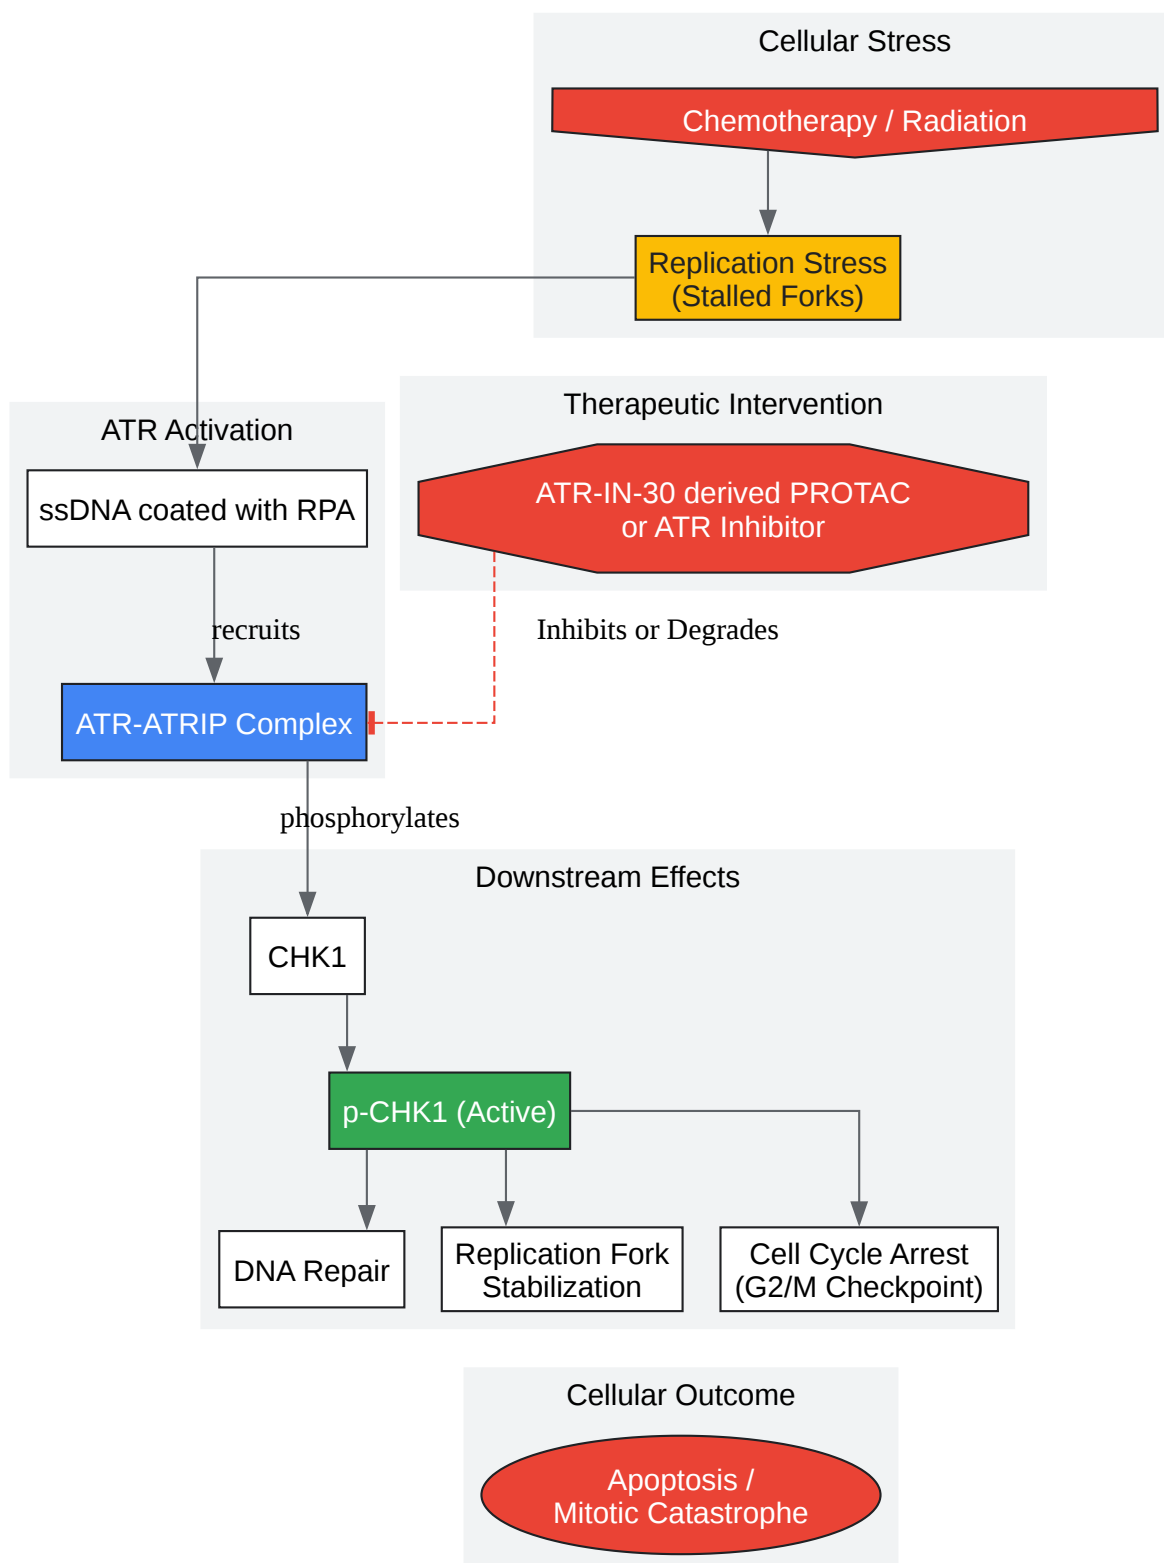 Cellular Stress
Chemotherapy / Radiation
Replication Stress
(Stalled Forks)
Therapeutic Intervention
ATR-IN-30 derived PROTAC
or ATR Inhibitor
ATR Activation
ssDNA coated with RPA
recruits
Inhibits or Degrades
ATR-ATRIP Complex
phosphorylates
Downstream Effects
CHK1
p-CHK1 (Active)
DNA Repair
Replication Fork
Stabilization
Cell Cycle Arrest
(G2/M Checkpoint)
Cellular Outcome
Apoptosis /
Mitotic Catastrophe